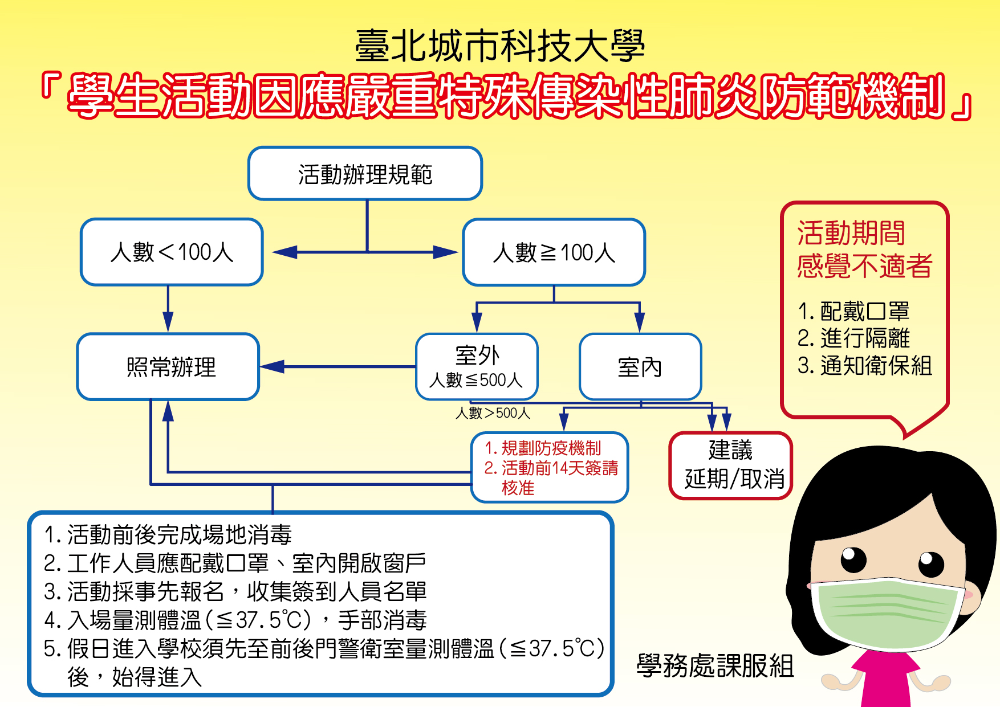 臺北城市科技大學
「學生活動因應嚴重特殊傳染性肺炎防範機制」
活動辦理規範
人數＜100人
人數≧100人
照常辦理
室外
人數≦500人
室內
人數＞500人
1. 規劃防疫機制
2. 活動前14天簽請
核准
建議
延期/取消
活動期間
感覺不適者
1. 配戴口罩
2. 進行隔離
3. 通知衛保組
1. 活動前後完成場地消毒
2. 工作人員應配戴口罩、室內開啟窗戶
3. 活動採事先報名，收集簽到人員名單
4. 入場量測體溫(≦37.5℃)，手部消毒
5. 假日進入學校須先至前後門警衛室量測體溫(≦37.5℃)
後，始得進入
學務處課服組